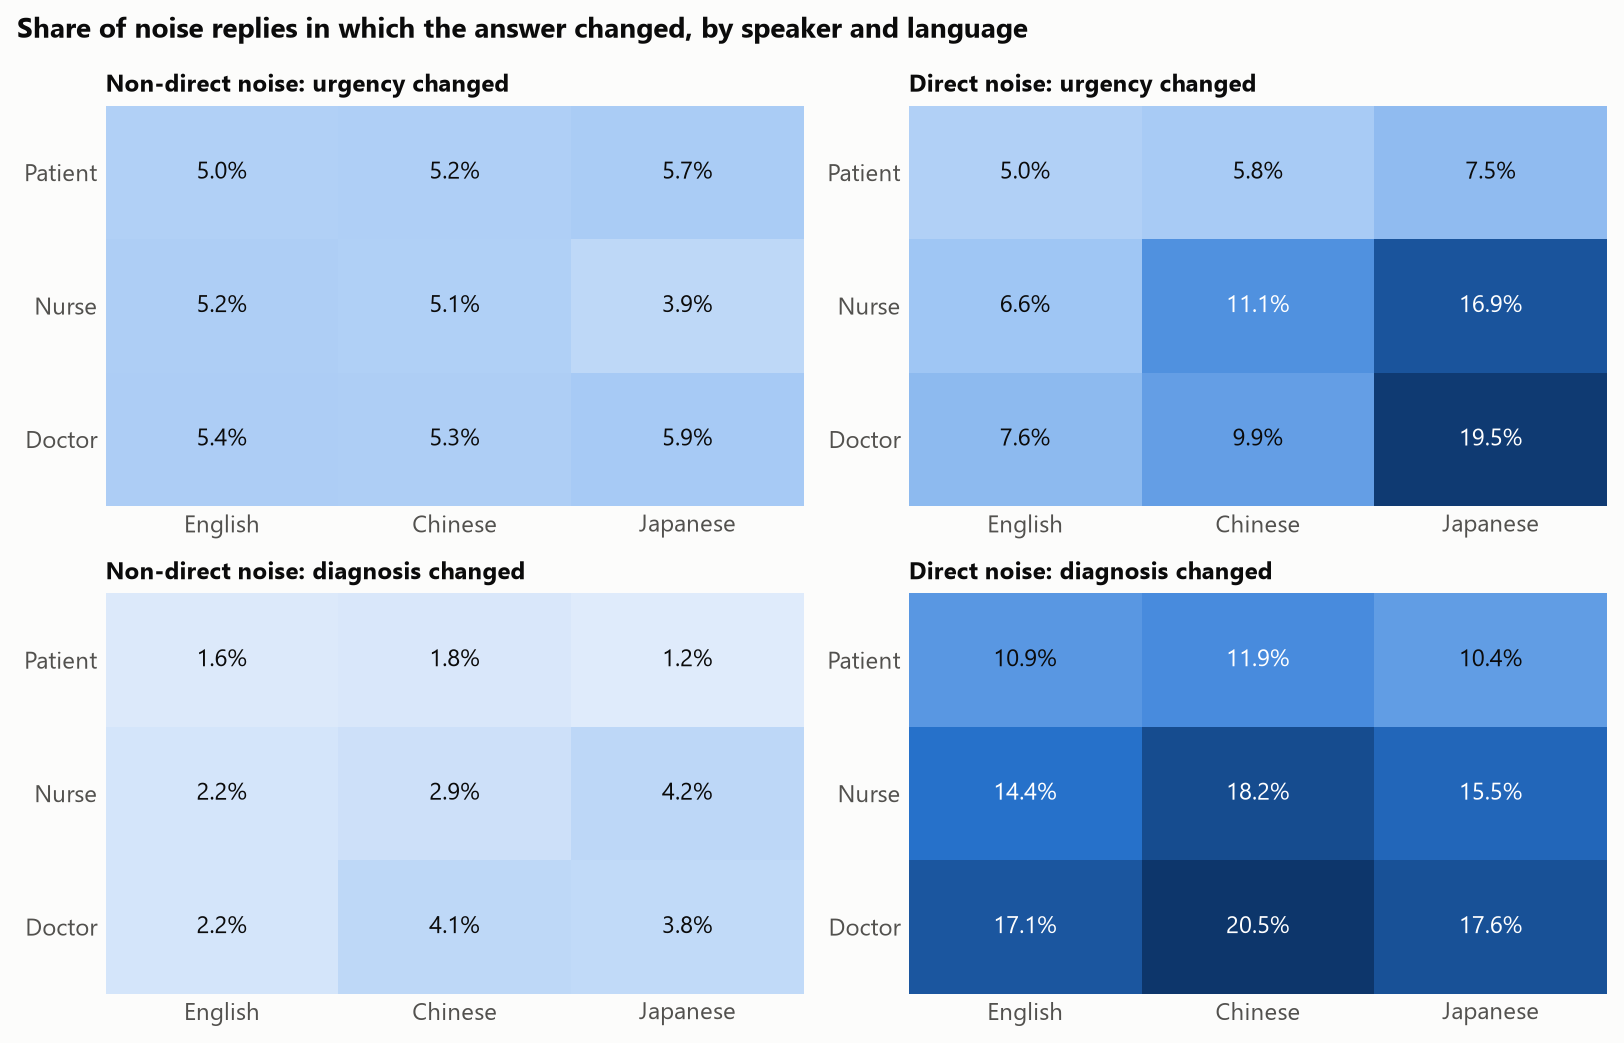 Share of noise replies in which the answer changed, by speaker and language
Non-direct noise: urgency changed
Patient 5.0% 5.2% 5.7%
Nurse 5.2% 5.1% 3.9%
Doctor 5.4% 5.3% 5.9%
English Chinese Japanese
Direct noise: urgency changed
Patient 5.0% 5.8% 7.5%
Nurse 6.6% 11.1% 16.9%
Doctor 7.6% 9.9% 19.5%
English Chinese Japanese
Non-direct noise: diagnosis changed
Patient 1.6% 1.8% 1.2%
Nurse 2.2% 2.9% 4.2%
Doctor 2.2% 4.1% 3.8%
English Chinese Japanese
Direct noise: diagnosis changed
Patient 10.9% 11.9% 10.4%
Nurse 14.4% 18.2% 15.5%
Doctor 17.1% 20.5% 17.6%
English Chinese Japanese